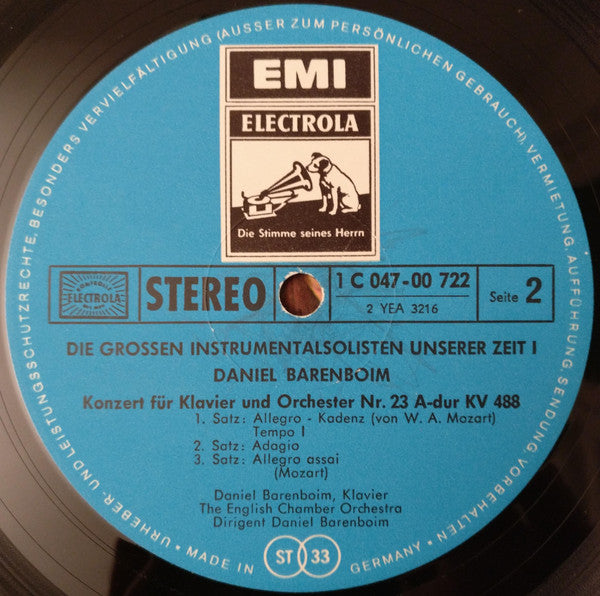 URHEBER- UND LEISTUNGSSCHUTZRECHTE, BESONDERS VERVIELFÄLTIGUNG (AUSSER ZUM PERSÖNLICHEN GEBRAUCH), VERMIETUNG, AUFFÜHRUNG, SENDUNG, VORBEHALTEN •
EMI
ELECTROLA
Die Stimme seines Herrn
ELECTROLA
STEREO
1 C 047-00 722
2 YEA 3216
Seite 2
DIE GROSSEN INSTRUMENTALSOLISTEN UNSERER ZEIT I
DANIEL BARENBOIM
Konzert für Klavier und Orchester Nr. 23 A-dur KV 488
1. Satz: Allegro - Kadenz (von W. A. Mozart)
Tempo I
2. Satz: Adagio
3. Satz: Allegro assai
(Mozart)
Daniel Barenboim, Klavier
The English Chamber Orchestra
Dirigent Daniel Barenboim
• MADE IN GERMANY •
ST 33